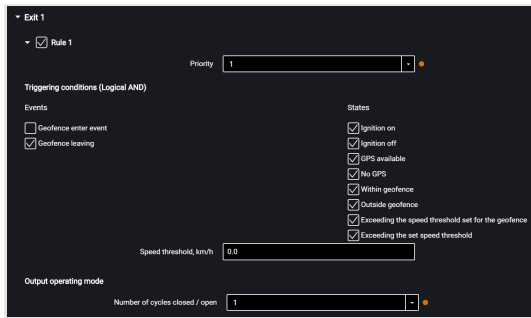 Exit 1
Rule 1
Priority 1
Triggering conditions (Logical AND)
Events States
Geofence enter event Ignition on
Geofence leaving Ignition off
GPS available
No GPS
Within geofence
Outside geofence
Exceeding the speed threshold set for the geofence
Exceeding the set speed threshold
Speed threshold, km/h 0.0
Output operating mode
Number of cycles closed / open 1